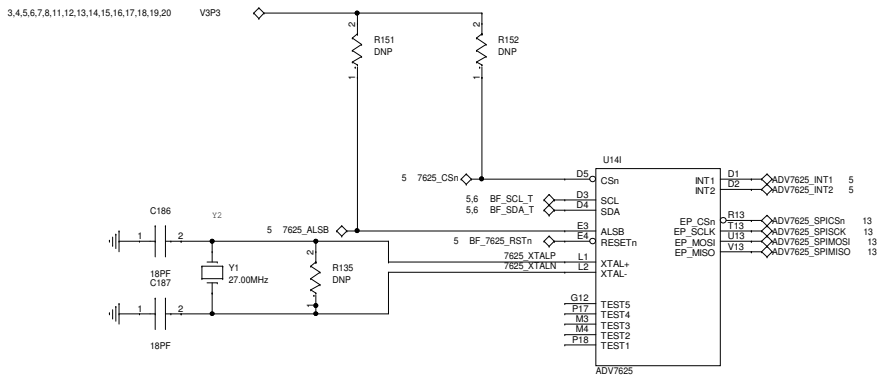 3,4,5,6,7,8,11,12,13,14,15,16,17,18,19,20 V3P3
2 2
R151 R152
DNP DNP
1 1
U14I
5 7625_CSn D5 CSn INT1 D1 ADV7625_INT1 5
INT2 D2 ADV7625_INT2 5
5,6 BF_SCL_T D3 SCL
5,6 BF_SDA_T D4 SDA
EP_CSn R13 ADV7625_SPICSn 13
5 7625_ALSB E3 ALSB EP_SCLK T13 ADV7625_SPISCK 13
5 BF_7625_RSTn E4 RESETn EP_MOSI U13 ADV7625_SPIMOSI 13
EP_MISO V13 ADV7625_SPIMISO 13
C186 Y2
1 2
18PF
7625_XTALP L1 XTAL+
7625_XTALN L2 XTAL-
Y1
27.00MHz
2
R135
DNP
1
C187
1 2
18PF
G12 TEST5
P17 TEST4
M3 TEST3
M4 TEST2
P18 TEST1
ADV7625